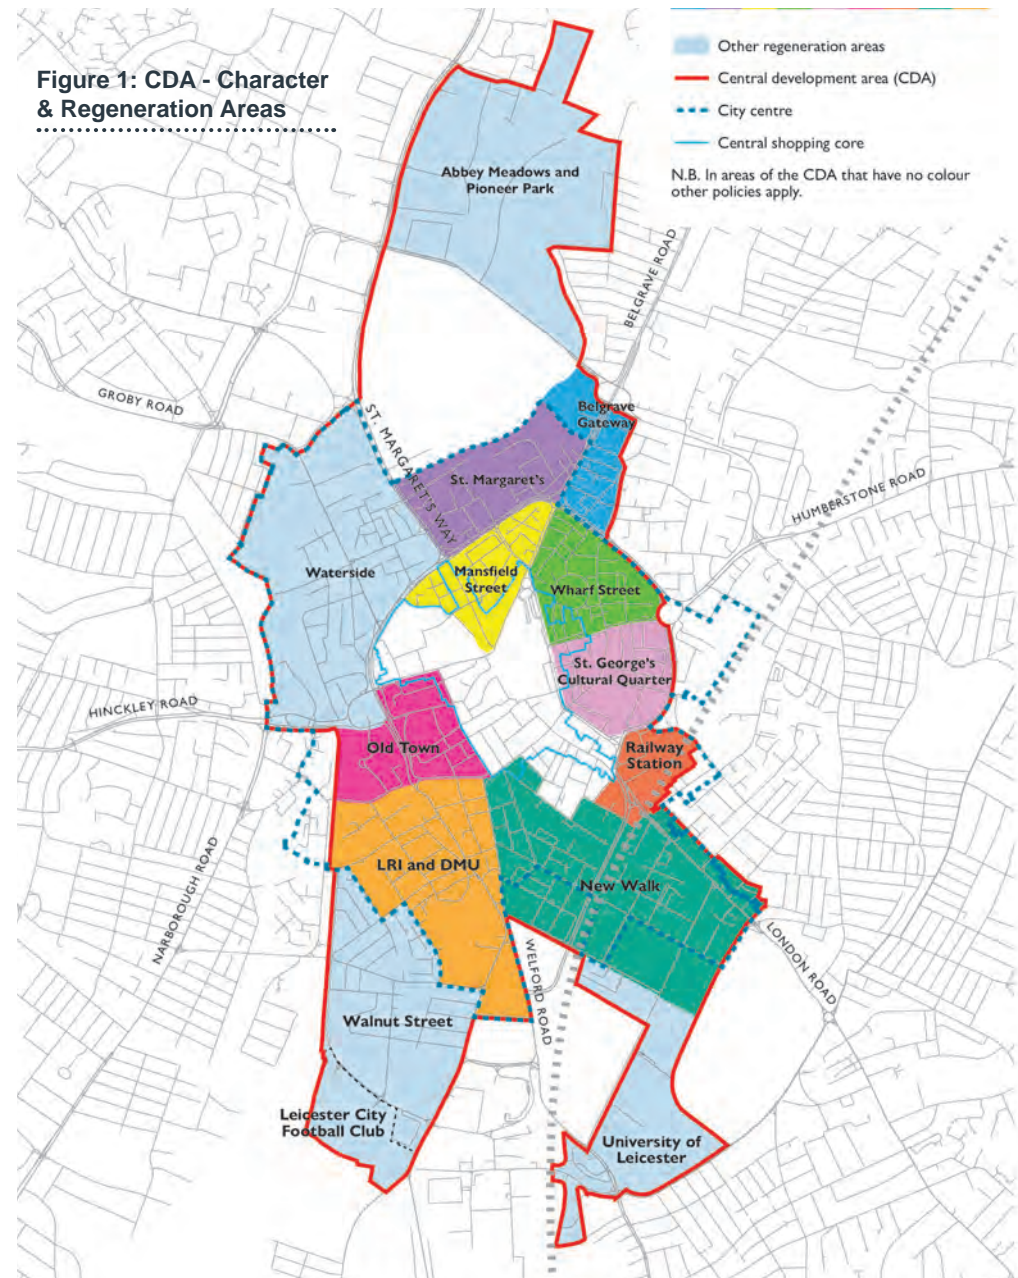 Figure 1: CDA - Character
& Regeneration Areas
Other regeneration areas
Central development area (CDA)
City centre
Central shopping core
N.B. In areas of the CDA that have no colour
other policies apply.
Abbey Meadows and
Pioneer Park
BELGRAVE ROAD
GROBY ROAD
ST. MARGARET'S WAY
Belgrave
Gateway
St. Margaret's
HUMBERSTONE ROAD
Waterside
Mansfield
Street
Wharf Street
St. George's
Cultural Quarter
HINCKLEY ROAD
Old Town
Railway
Station
LRI and DMU
New Walk
NARBOROUGH ROAD
WELFORD ROAD
LONDON ROAD
Walnut Street
Leicester City
Football Club
University of
Leicester